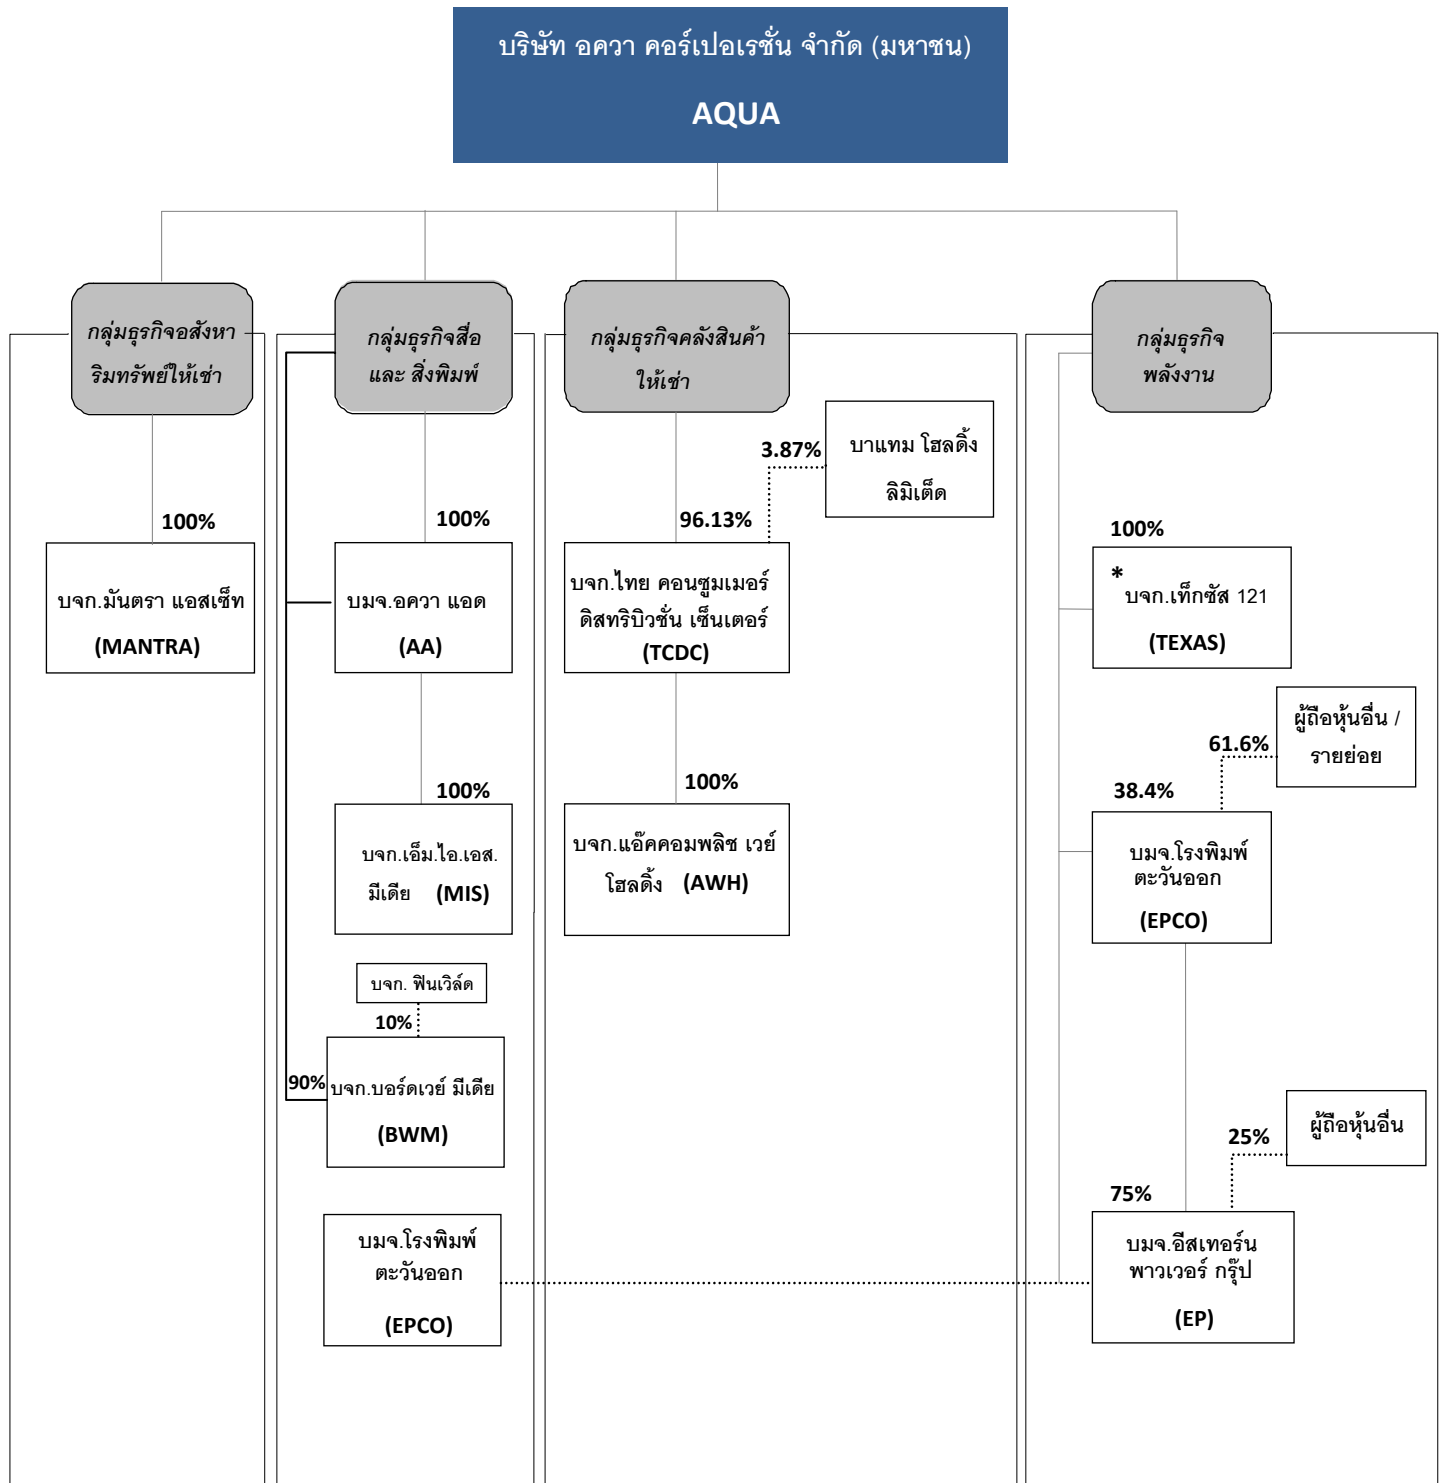 บริษัท อควา คอร์เปอเรชั่น จำกัด (มหาชน)
AQUA
กลุ่มธุรกิจอสังหา
ริมทรัพย์ให้เช่า
100%
บจก.มันตรา แอสเซ็ท
(MANTRA)
กลุ่มธุรกิจสื่อ
และ สิ่งพิมพ์
100%
บมจ.อควา แอด
(AA)
100%
บจก.เอ็ม.ไอ.เอส.
มีเดีย (MIS)
บจก. ฟินเวิล์ด
10%
90%
บจก.บอร์ดเวย์ มีเดีย
(BWM)
บมจ.โรงพิมพ์
ตะวันออก
(EPCO)
กลุ่มธุรกิจคลังสินค้า
ให้เช่า
บาแทม โฮลดิ้ง
ลิมิเต็ด
3.87%
96.13%
บจก.ไทย คอนซูมเมอร์
ดิสทริบิวชั่น เซ็นเตอร์
(TCDC)
100%
บจก.แอ๊คคอมพลิช เวย์
โฮลดิ้ง (AWH)
กลุ่มธุรกิจ
พลังงาน
100%
*
บจก.เท็กซัส 121
(TEXAS)
ผู้ถือหุ้นอื่น /
รายย่อย
61.6%
38.4%
บมจ.โรงพิมพ์
ตะวันออก
(EPCO)
ผู้ถือหุ้นอื่น
25%
75%
บมจ.อีสเทอร์น
พาวเวอร์ กรุ๊ป
(EP)